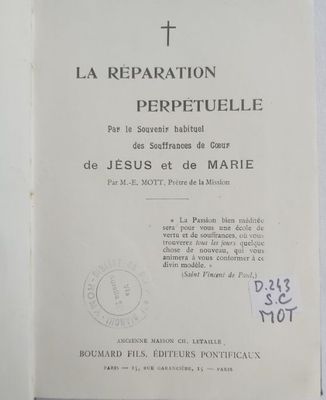 LA RÉPARATION
PERPÉTUELLE
Par le Souvenir habituel
des Souffrances de Cœur
de JÉSUS et de MARIE
Par M.-E. MOTT, Prêtre de la Mission
« La Passion bien méditée
sera pour vous une école de
vertu et de souffrances, où vous
trouverez tous les jours quelque
chose de nouveau, qui vous
animera à vous conformer à ce
divin modèle. »
(Saint Vincent de Paul.)
D.243
S.C
MOT
ANCIENNE MAISON CH. LETAILLE
BOUMARD FILS, ÉDITEURS PONTIFICAUX
PARIS — 15, RUE GARANCIÈRE, 15 — PARIS